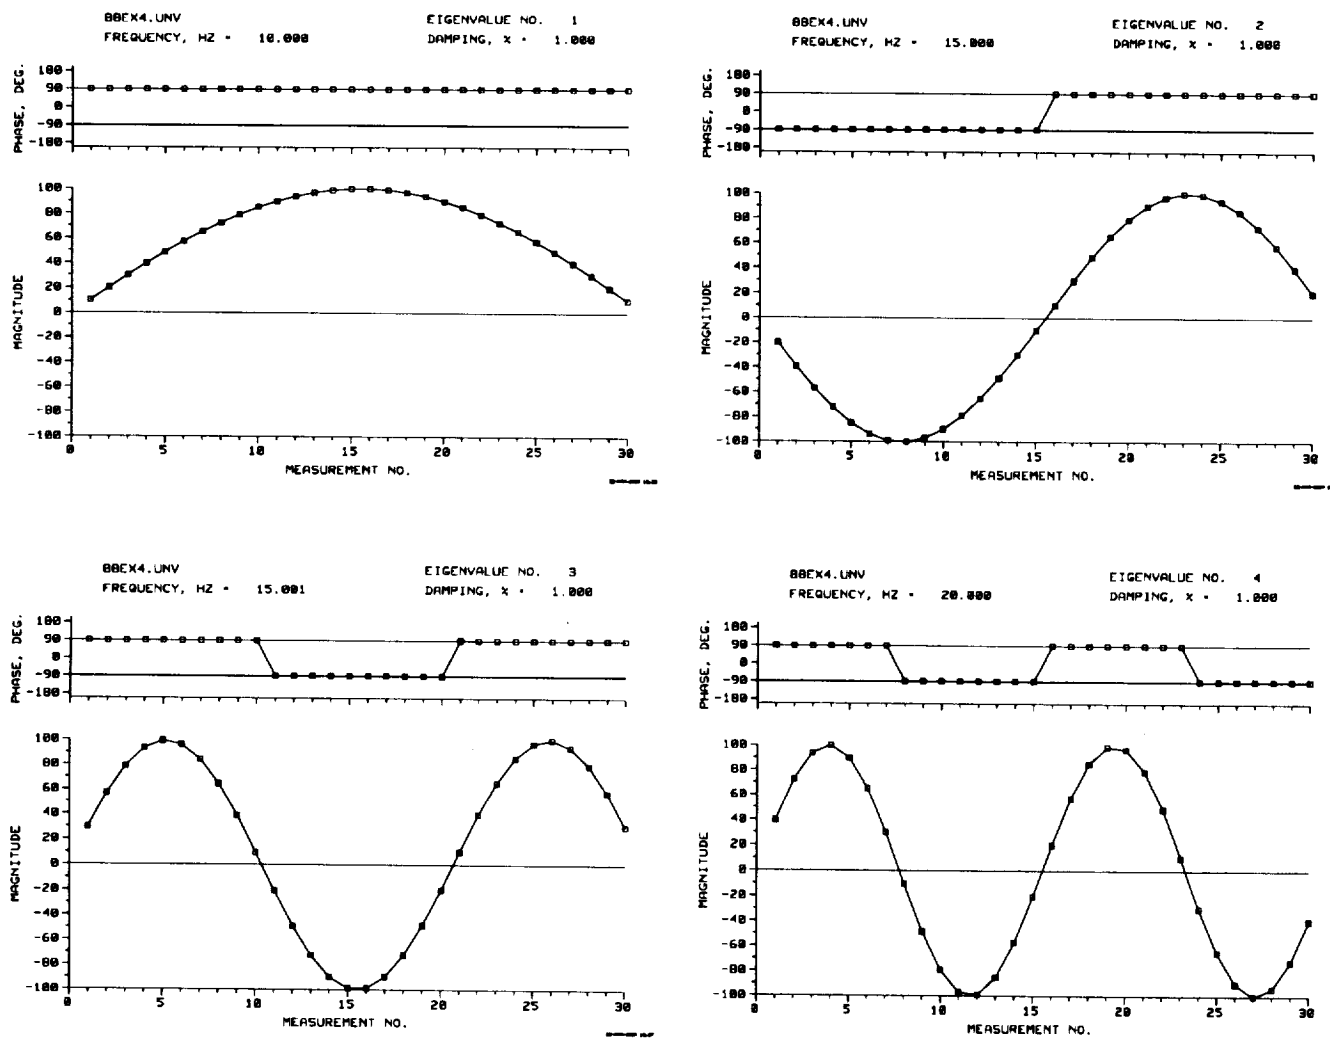 88EX4.UNV EIGENVALUE NO. 1
FREQUENCY, HZ = 10.000 DAMPING, % = 1.000
PHASE, DEG.
180
90
0
-90
-180
MAGNITUDE
100
80
60
40
20
0
-20
-40
-60
-80
-100
0 5 10 15 20 25 30
MEASUREMENT NO.
88EX4.UNV EIGENVALUE NO. 2
FREQUENCY, HZ = 15.000 DAMPING, % = 1.000
PHASE, DEG.
180
90
0
-90
-180
MAGNITUDE
100
80
60
40
20
0
-20
-40
-60
-80
-100
0 5 10 15 20 25 30
MEASUREMENT NO.
88EX4.UNV EIGENVALUE NO. 3
FREQUENCY, HZ = 15.001 DAMPING, % = 1.000
PHASE, DEG.
180
90
0
-90
-180
MAGNITUDE
100
80
60
40
20
0
-20
-40
-60
-80
-100
0 5 10 15 20 25 30
MEASUREMENT NO.
88EX4.UNV EIGENVALUE NO. 4
FREQUENCY, HZ = 20.000 DAMPING, % = 1.000
PHASE, DEG.
180
90
0
-90
-180
MAGNITUDE
100
80
60
40
20
0
-20
-40
-60
-80
-100
0 5 10 15 20 25 30
MEASUREMENT NO.